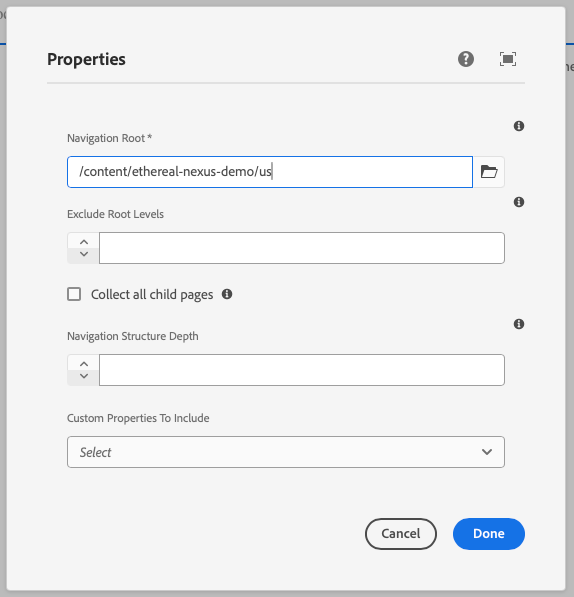 Properties
Navigation Root *
/content/ethereal-nexus-demo/us
Exclude Root Levels
Collect all child pages
Navigation Structure Depth
Custom Properties To Include
Select
Cancel
Done